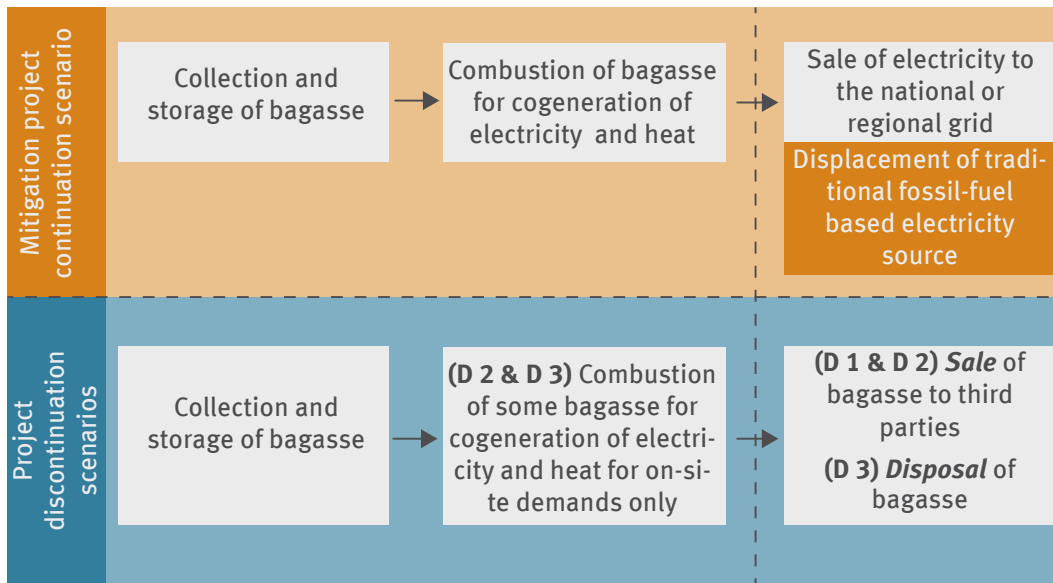 Mitigation project
continuation scenario
Collection and
storage of bagasse
Combustion of bagasse
for cogeneration of
electricity and heat
Sale of electricity to
the national or
regional grid
Displacement of tradi-
tional fossil-fuel
based electricity
source
Project
discontinuation
scenarios
Collection and
storage of bagasse
(D 2 & D 3) Combustion
of some bagasse for
cogeneration of electri-
city and heat for on-si-
te demands only
(D 1 & D 2) Sale of
bagasse to third
parties
(D 3) Disposal of
bagasse